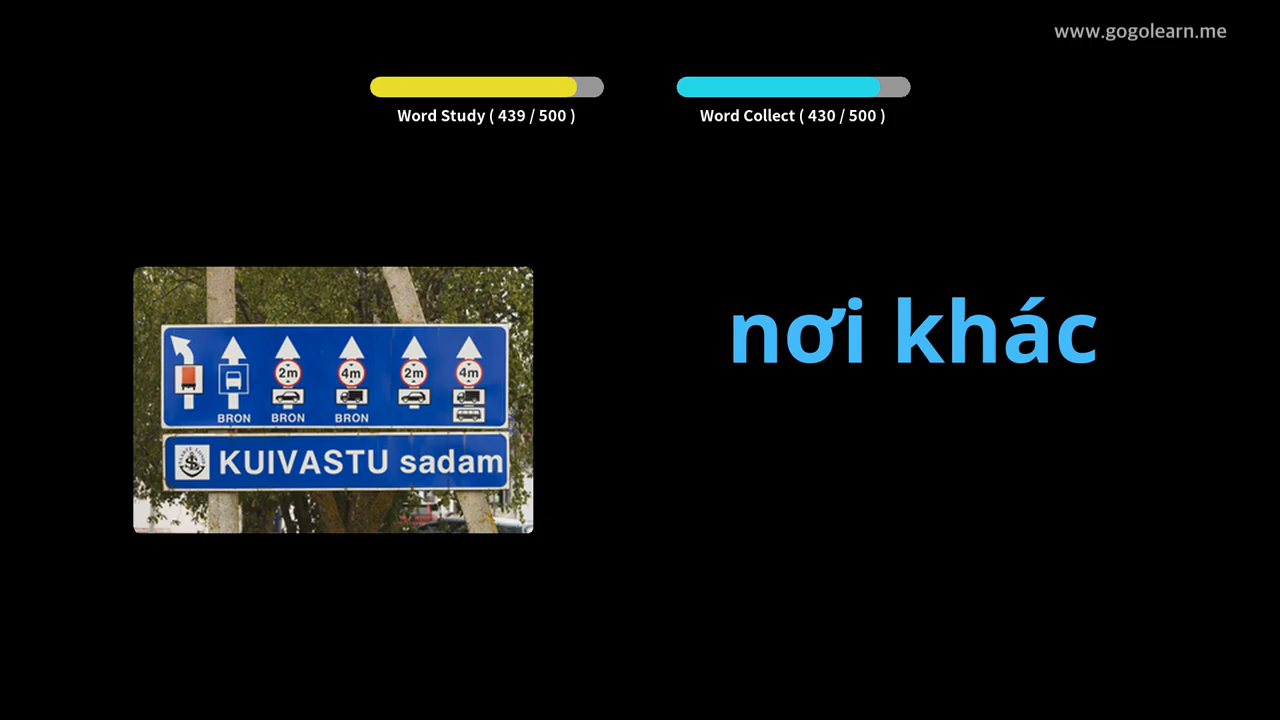 www.gogolearn.me
Word Study ( 439 / 500 )
Word Collect ( 430 / 500 )
nơi khác
2m 4m 2m 4m
BRON BRON BRON
KUIVASTU sadam